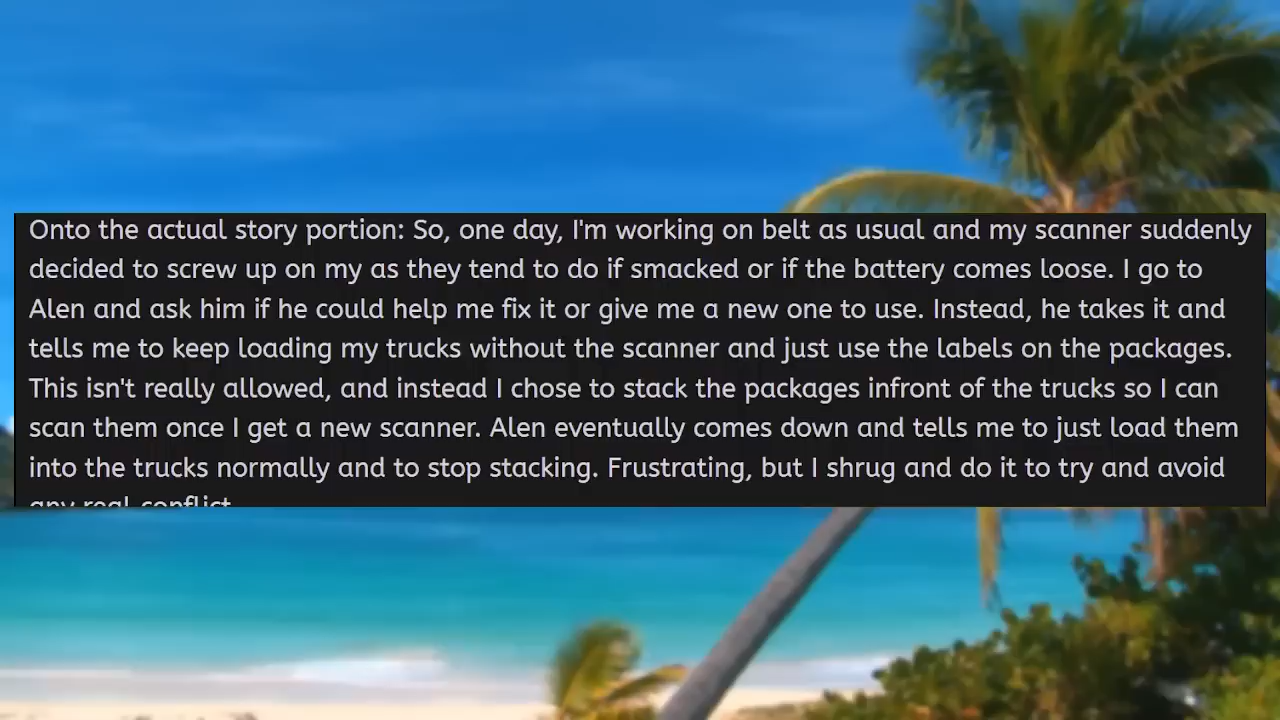 Onto the actual story portion: So, one day, I'm working on belt as usual and my scanner suddenly
decided to screw up on my as they tend to do if smacked or if the battery comes loose. I go to
Alen and ask him if he could help me fix it or give me a new one to use. Instead, he takes it and
tells me to keep loading my trucks without the scanner and just use the labels on the packages.
This isn't really allowed, and instead I chose to stack the packages infront of the trucks so I can
scan them once I get a new scanner. Alen eventually comes down and tells me to just load them
into the trucks normally and to stop stacking. Frustrating, but I shrug and do it to try and avoid
any real conflict